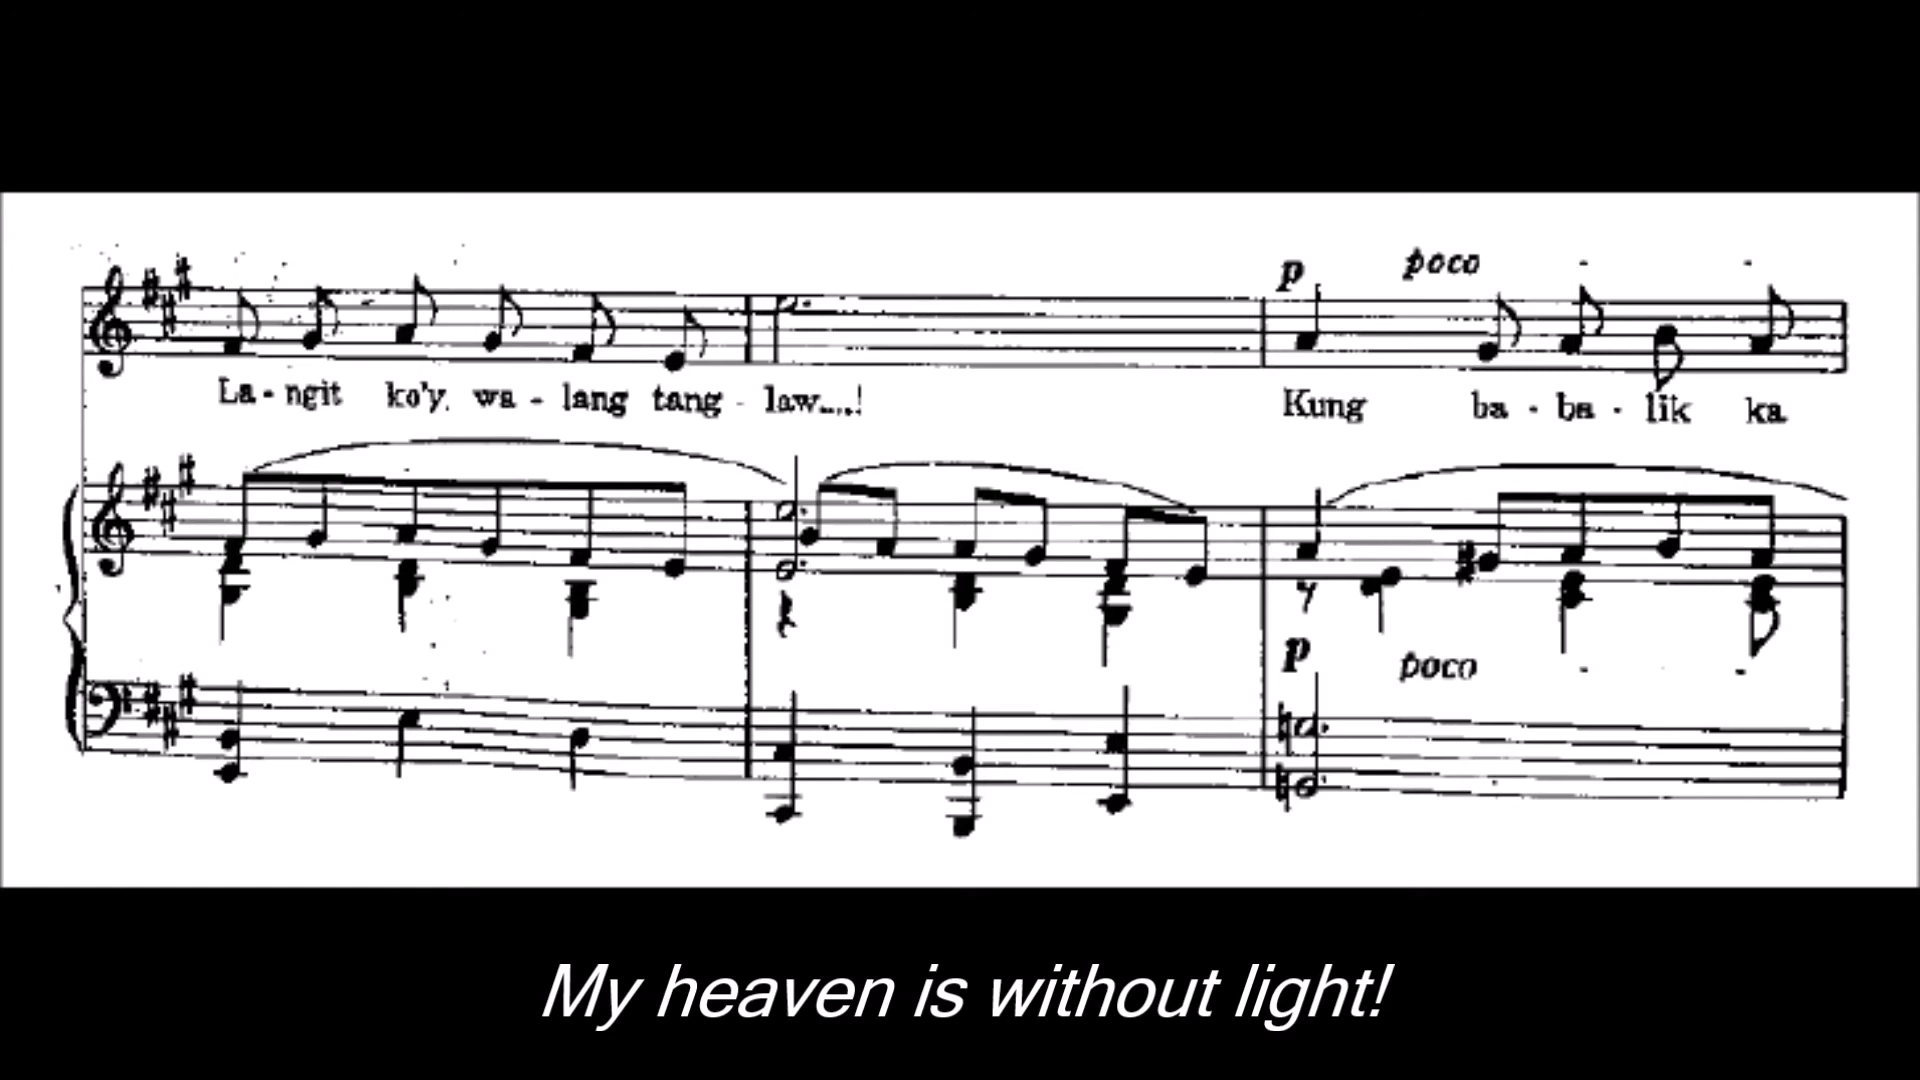 p poco - -
La - ngit ko'y wa - lang tang - law....! Kung ba - ba - lik ka
p poco - -
My heaven is without light!